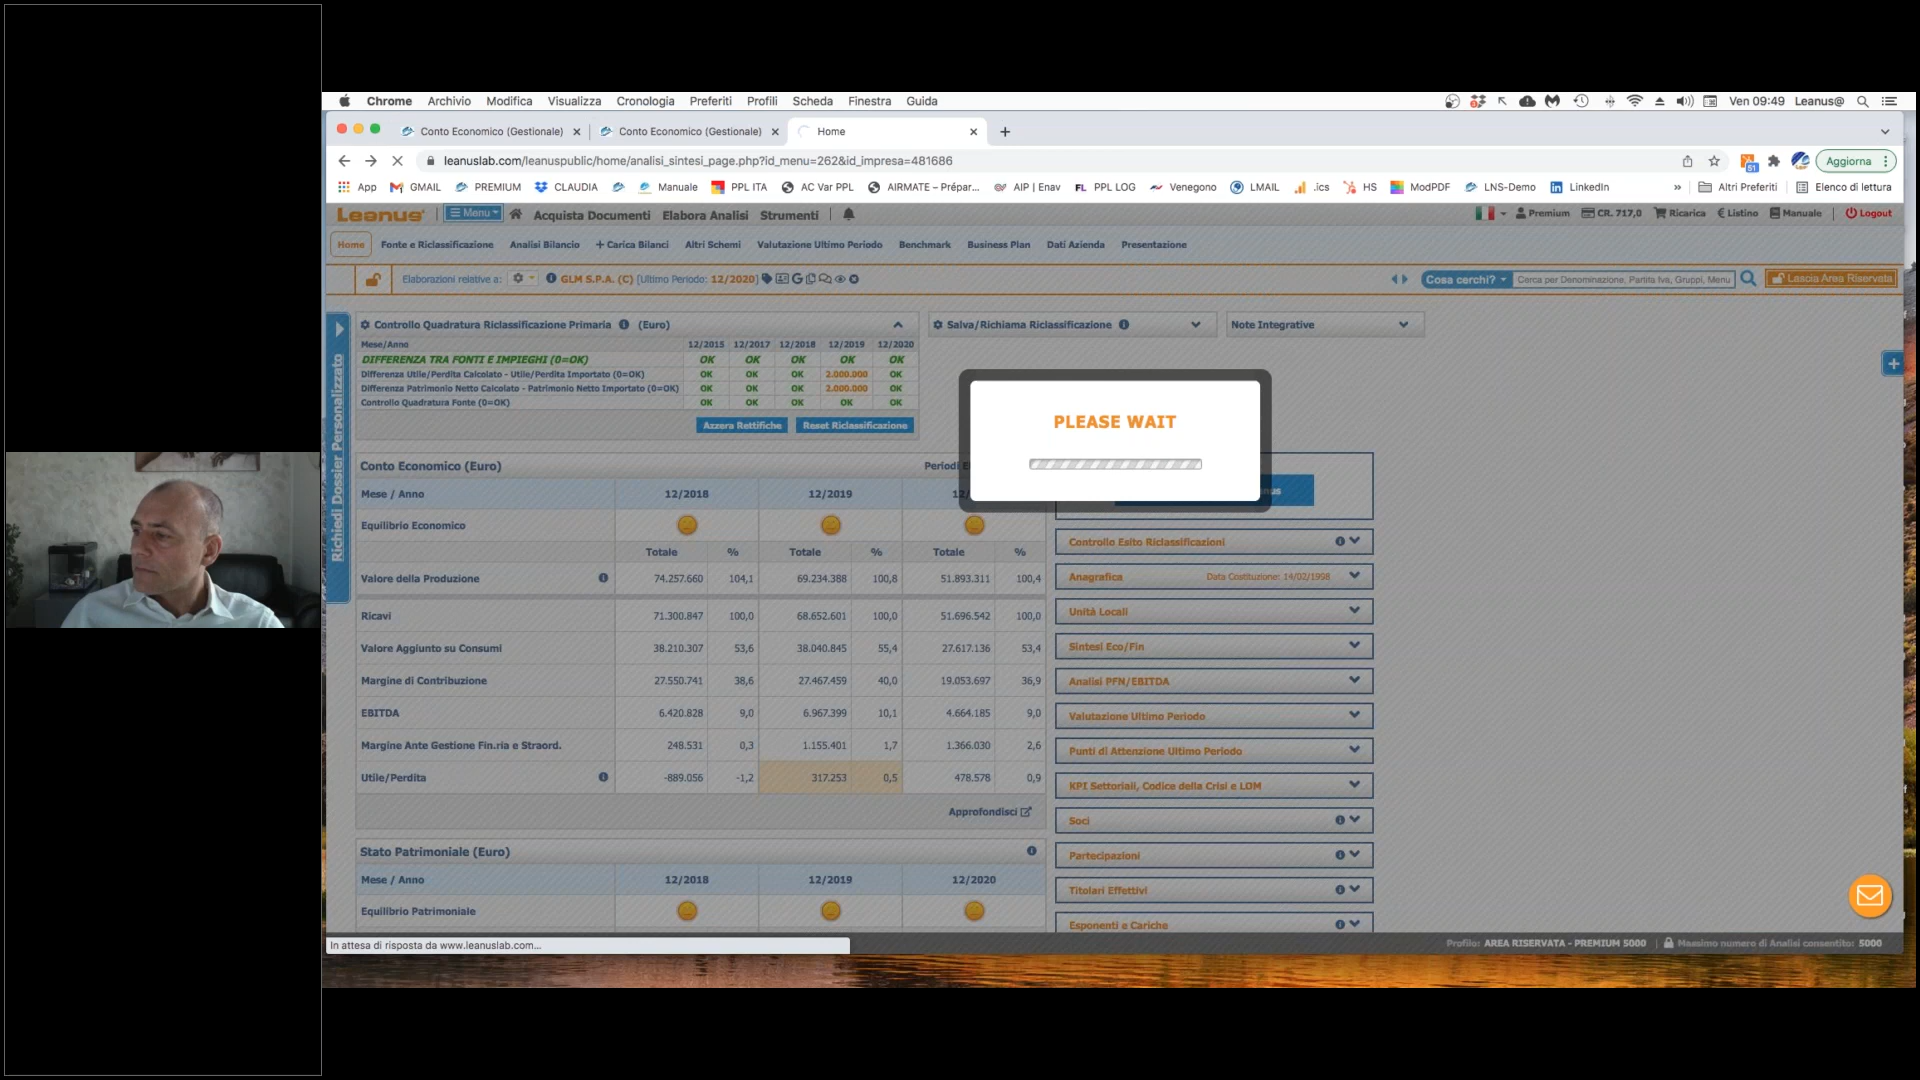 Chrome Archivio Modifica Visualizza Cronologia Preferiti Profili Scheda Finestra Guida Ven 09:49 Leanus@
Conto Economico (Gestionale) Conto Economico (Gestionale) Home
leanuslab.com/leanuspublic/home/analisi_sintesi_page.php?id_menu=262&id_impresa=481686 51 Aggiorna
App GMAIL PREMIUM CLAUDIA Manuale PPL ITA AC Var PPL AIRMATE – Prépar... AIP | Enav FL PPL LOG Venegono LMAIL .ics HS ModPDF LNS-Demo LinkedIn » Altri Preferiti Elenco di lettura
Leanus Menu Acquista Documenti Elabora Analisi Strumenti Premium CR. 717,0 Ricarica Listino Manuale Logout
Home Fonte e Riclassificazione Analisi Bilancio + Carica Bilanci Altri Schemi Valutazione Ultimo Periodo Benchmark Business Plan Dati Azienda Presentazione
Elaborazioni relative a: GLM S.P.A. (C) [Ultimo Periodo: 12/2020] Cosa cerchi? Cerca per Denominazione, Partita Iva, Gruppi, Menu Lascia Area Riservata
Richiedi Dossier Personalizzato
Controllo Quadratura Riclassificazione Primaria (Euro) Salva/Richiama Riclassificazione Note Integrative
Mese/Anno 12/2015 12/2017 12/2018 12/2019 12/2020
DIFFERENZA TRA FONTI E IMPIEGHI (0=OK) OK OK OK OK OK
Differenza Utile/Perdita Calcolato - Utile/Perdita Importato (0=OK) OK OK OK 2.000.000 OK
Differenza Patrimonio Netto Calcolato - Patrimonio Netto Importato (0=OK) OK OK OK 2.000.000 OK
Controllo Quadratura Fonte (0=OK) OK OK OK OK OK
Azzera Rettifiche Reset Riclassificazione
PLEASE WAIT
Conto Economico (Euro) Periodi
Mese / Anno 12/2018 12/2019 12
Equilibrio Economico
Totale % Totale % Totale %
Valore della Produzione 74.257.660 104,1 69.234.388 100,8 51.893.311 100,4
Ricavi 71.300.847 100,0 68.652.601 100,0 51.696.542 100,0
Valore Aggiunto su Consumi 38.210.307 53,6 38.040.845 55,4 27.617.136 53,4
Margine di Contribuzione 27.550.741 38,6 27.467.459 40,0 19.053.697 36,9
EBITDA 6.420.828 9,0 6.967.399 10,1 4.664.185 9,0
Margine Ante Gestione Fin.ria e Straord. 248.531 0,3 1.155.401 1,7 1.366.030 2,6
Utile/Perdita -889.056 -1,2 317.253 0,5 478.578 0,9
Approfondisci
Stato Patrimoniale (Euro)
Mese / Anno 12/2018 12/2019 12/2020
Equilibrio Patrimoniale
Controllo Esito Riclassificazioni
Anagrafica Data Costituzione: 14/02/1998
Unità Locali
Sintesi Eco/Fin
Analisi PFN/EBITDA
Valutazione Ultimo Periodo
Punti di Attenzione Ultimo Periodo
KPI Settoriali, Codice della Crisi e LOM
Soci
Partecipazioni
Titolari Effettivi
Esponenti e Cariche
In attesa di risposta da www.leanuslab.com...
Profilo: AREA RISERVATA - PREMIUM 5000 | Massimo numero di Analisi consentito: 5000